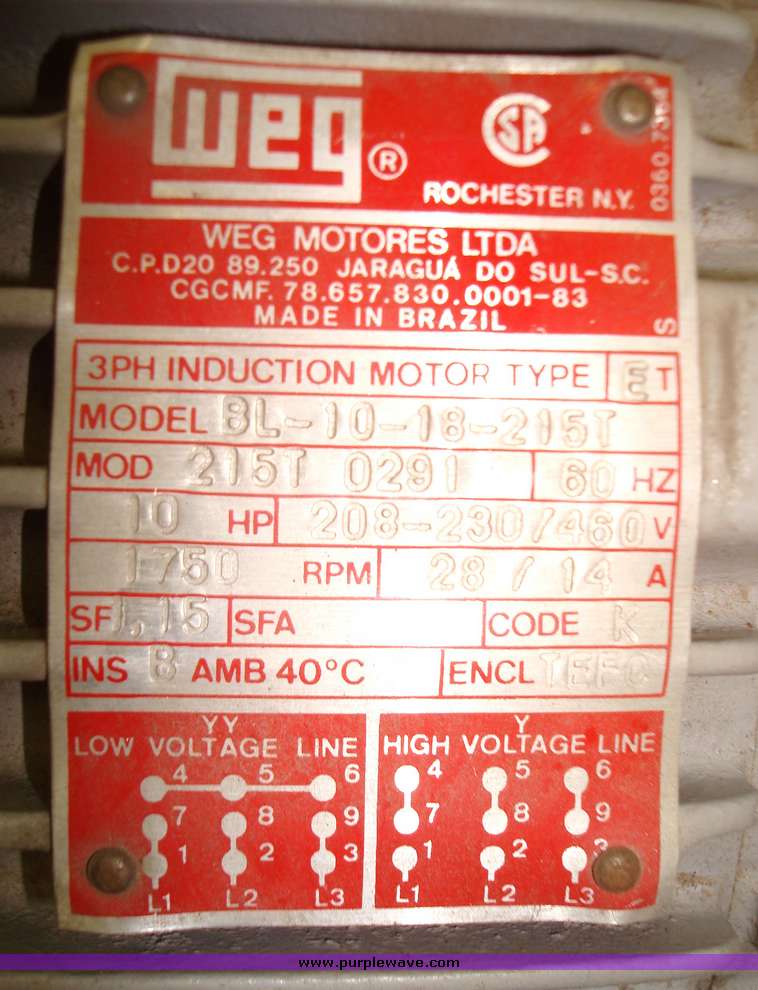 weg ®
CSA
ROCHESTER N.Y.
WEG MOTORES LTDA
C.P.D20 89.250 JARAGUÁ DO SUL-S.C.
CGCMF. 78.657.830.0001-83
MADE IN BRAZIL
S
3PH INDUCTION MOTOR TYPE ET
MODEL BL-10-18-215T
MOD 215T 0291 60 HZ
10 HP 208-230/460 V
1750 RPM 28/14 A
SF 1,15 SFA CODE K
INS B AMB 40°C ENCL TEFC
YY
LOW VOLTAGE LINE
4 5 6
7 8 9
1 2 3
L1 L2 L3
Y
HIGH VOLTAGE LINE
4 5 6
7 8 9
1 2 3
L1 L2 L3
www.purplewave.com